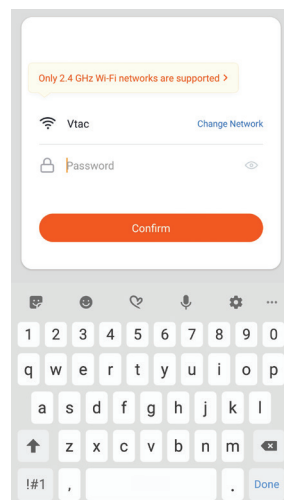 Only 2.4 GHz Wi-Fi networks are supported >
Vtac Change Network
Password
Confirm
1 2 3 4 5 6 7 8 9 0
q w e r t y u i o p
a s d f g h j k l
z x c v b n m
!#1 , . Done